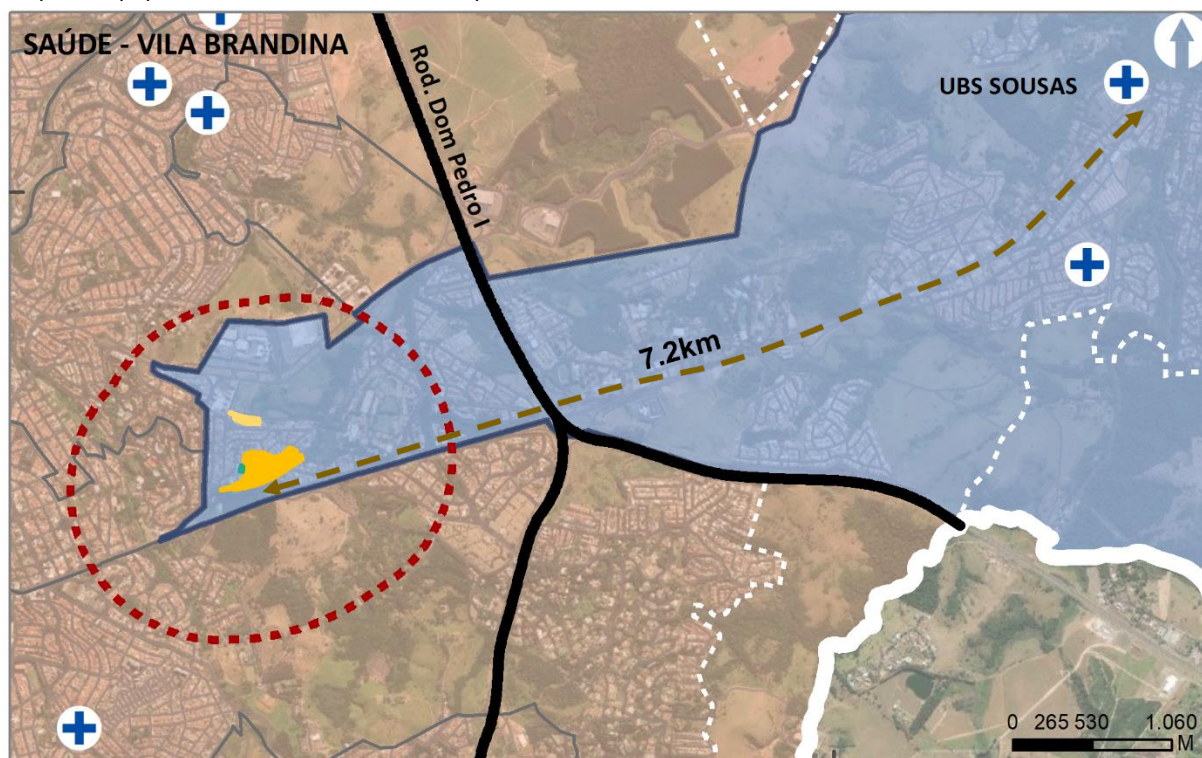 SAÚDE - VILA BRANDINA
Rod. Dom Pedro I
UBS SOUSAS
7.2km
0 265 530 1.060
M